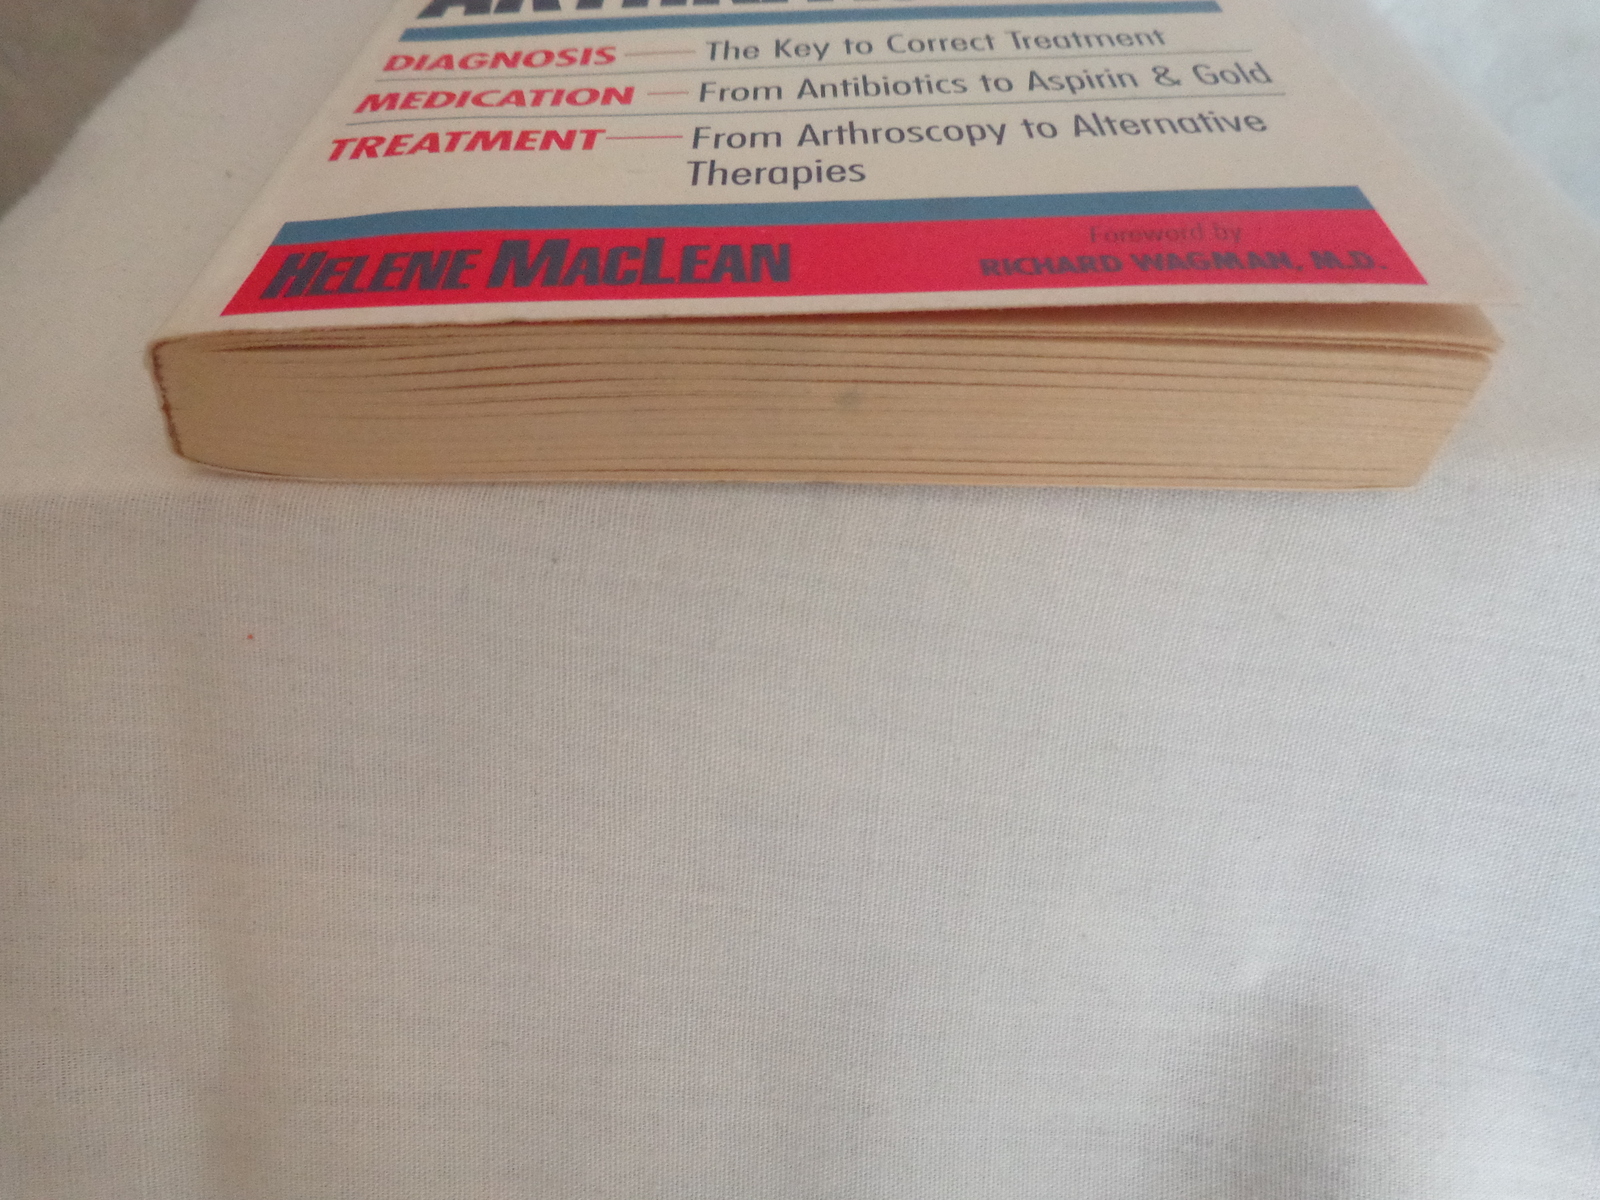 DIAGNOSIS — The Key to Correct Treatment
MEDICATION — From Antibiotics to Aspirin & Gold
TREATMENT — From Arthroscopy to Alternative
Therapies
HELENE MACLEAN
Foreword by
RICHARD WAGMAN, M.D.